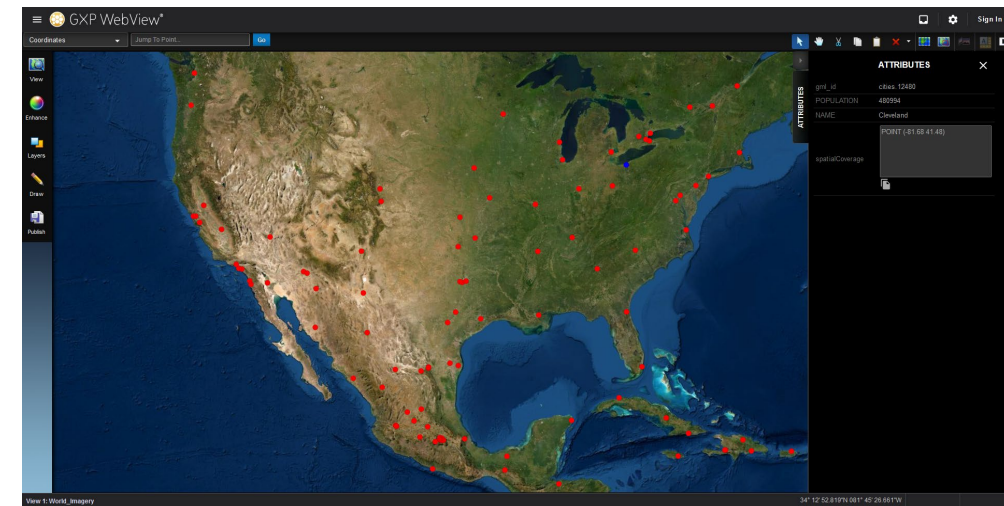 GXP WebView®
Sign In
Coordinates
Jump To Point...
Go
View
Enhance
Layers
Draw
Publish
ATTRIBUTES
ATTRIBUTES
gml_id cities.12480
POPULATION 480994
NAME Cleveland
spatialCoverage POINT (-81.68 41.48)
View 1: World_Imagery
34° 12' 52.819"N 081° 45' 26.661"W